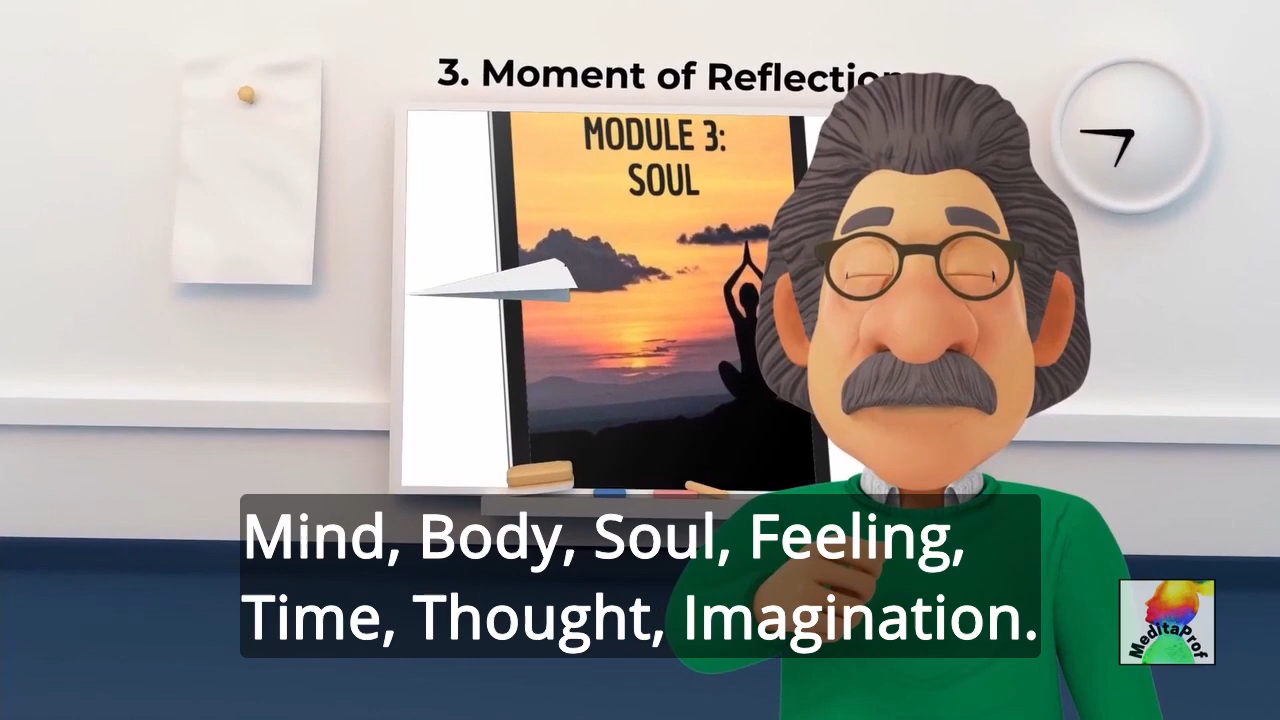 3. Moment of Reflection
MODULE 3:
SOUL
Mind, Body, Soul, Feeling,
Time, Thought, Imagination.
MeditaProf